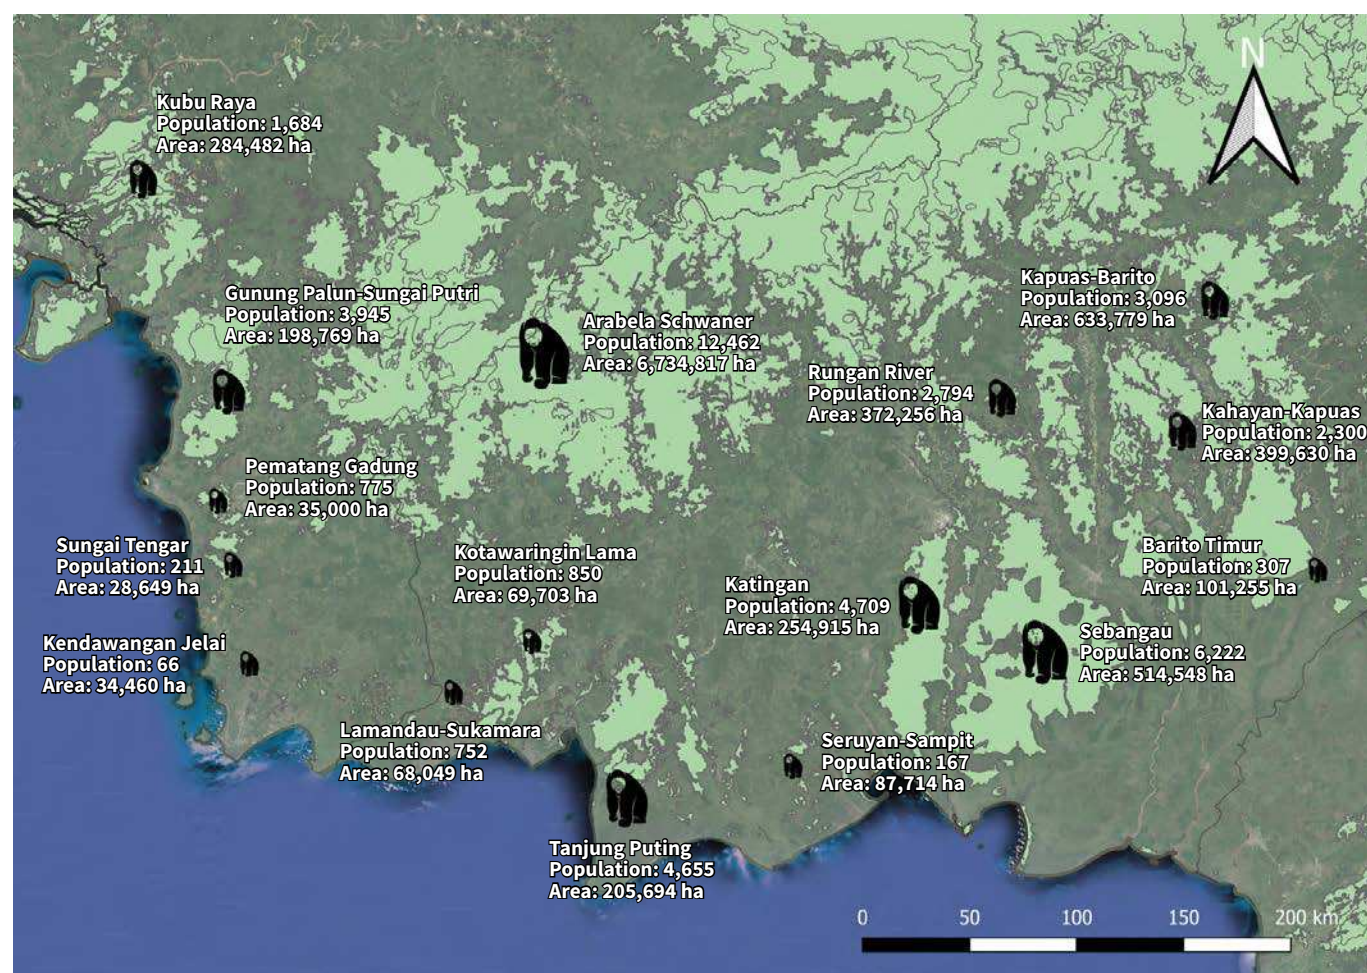 N
Kubu Raya
Population: 1,684
Area: 284,482 ha
Gunung Palun-Sungai Putri
Population: 3,945
Area: 198,769 ha
Arabela Schwaner
Population: 12,462
Area: 6,734,817 ha
Kapuas-Barito
Population: 3,096
Area: 633,779 ha
Rungan River
Population: 2,794
Area: 372,256 ha
Kahayan-Kapuas
Population: 2,300
Area: 399,630 ha
Pematang Gadung
Population: 775
Area: 35,000 ha
Sungai Tengar
Population: 211
Area: 28,649 ha
Kotawaringin Lama
Population: 850
Area: 69,703 ha
Katingan
Population: 4,709
Area: 254,915 ha
Barito Timur
Population: 307
Area: 101,255 ha
Sebangau
Population: 6,222
Area: 514,548 ha
Kendawangan Jelai
Population: 66
Area: 34,460 ha
Lamandau-Sukamara
Population: 752
Area: 68,049 ha
Seruyan-Sampit
Population: 167
Area: 87,714 ha
Tanjung Puting
Population: 4,655
Area: 205,694 ha
0 50 100 150 200 km